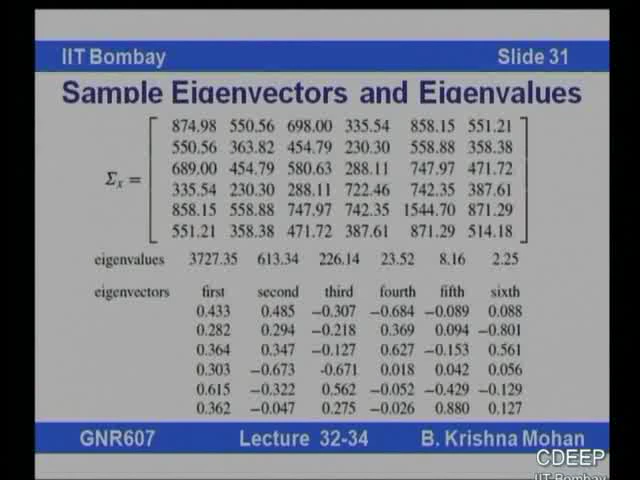 IIT Bombay Slide 31
Sample Eigenvectors and Eigenvalues
874.98 550.56 698.00 335.54 858.15 551.21
550.56 363.82 454.79 230.30 558.88 358.38
Σx = 689.00 454.79 580.63 288.11 747.97 471.72
335.54 230.30 288.11 722.46 742.35 387.61
858.15 558.88 747.97 742.35 1544.70 871.29
551.21 358.38 471.72 387.61 871.29 514.18
eigenvalues 3727.35 613.34 226.14 23.52 8.16 2.25
eigenvectors first second third fourth fifth sixth
0.433 0.485 −0.307 −0.684 −0.089 0.088
0.282 0.294 −0.218 0.369 0.094 −0.801
0.364 0.347 −0.127 0.627 −0.153 0.561
0.303 −0.673 -0.671 0.018 0.042 0.056
0.615 −0.322 0.562 −0.052 −0.429 −0.129
0.362 −0.047 0.275 −0.026 0.880 0.127
GNR607 Lecture 32-34 B. Krishna Mohan
CDEEP
IIT Bombay